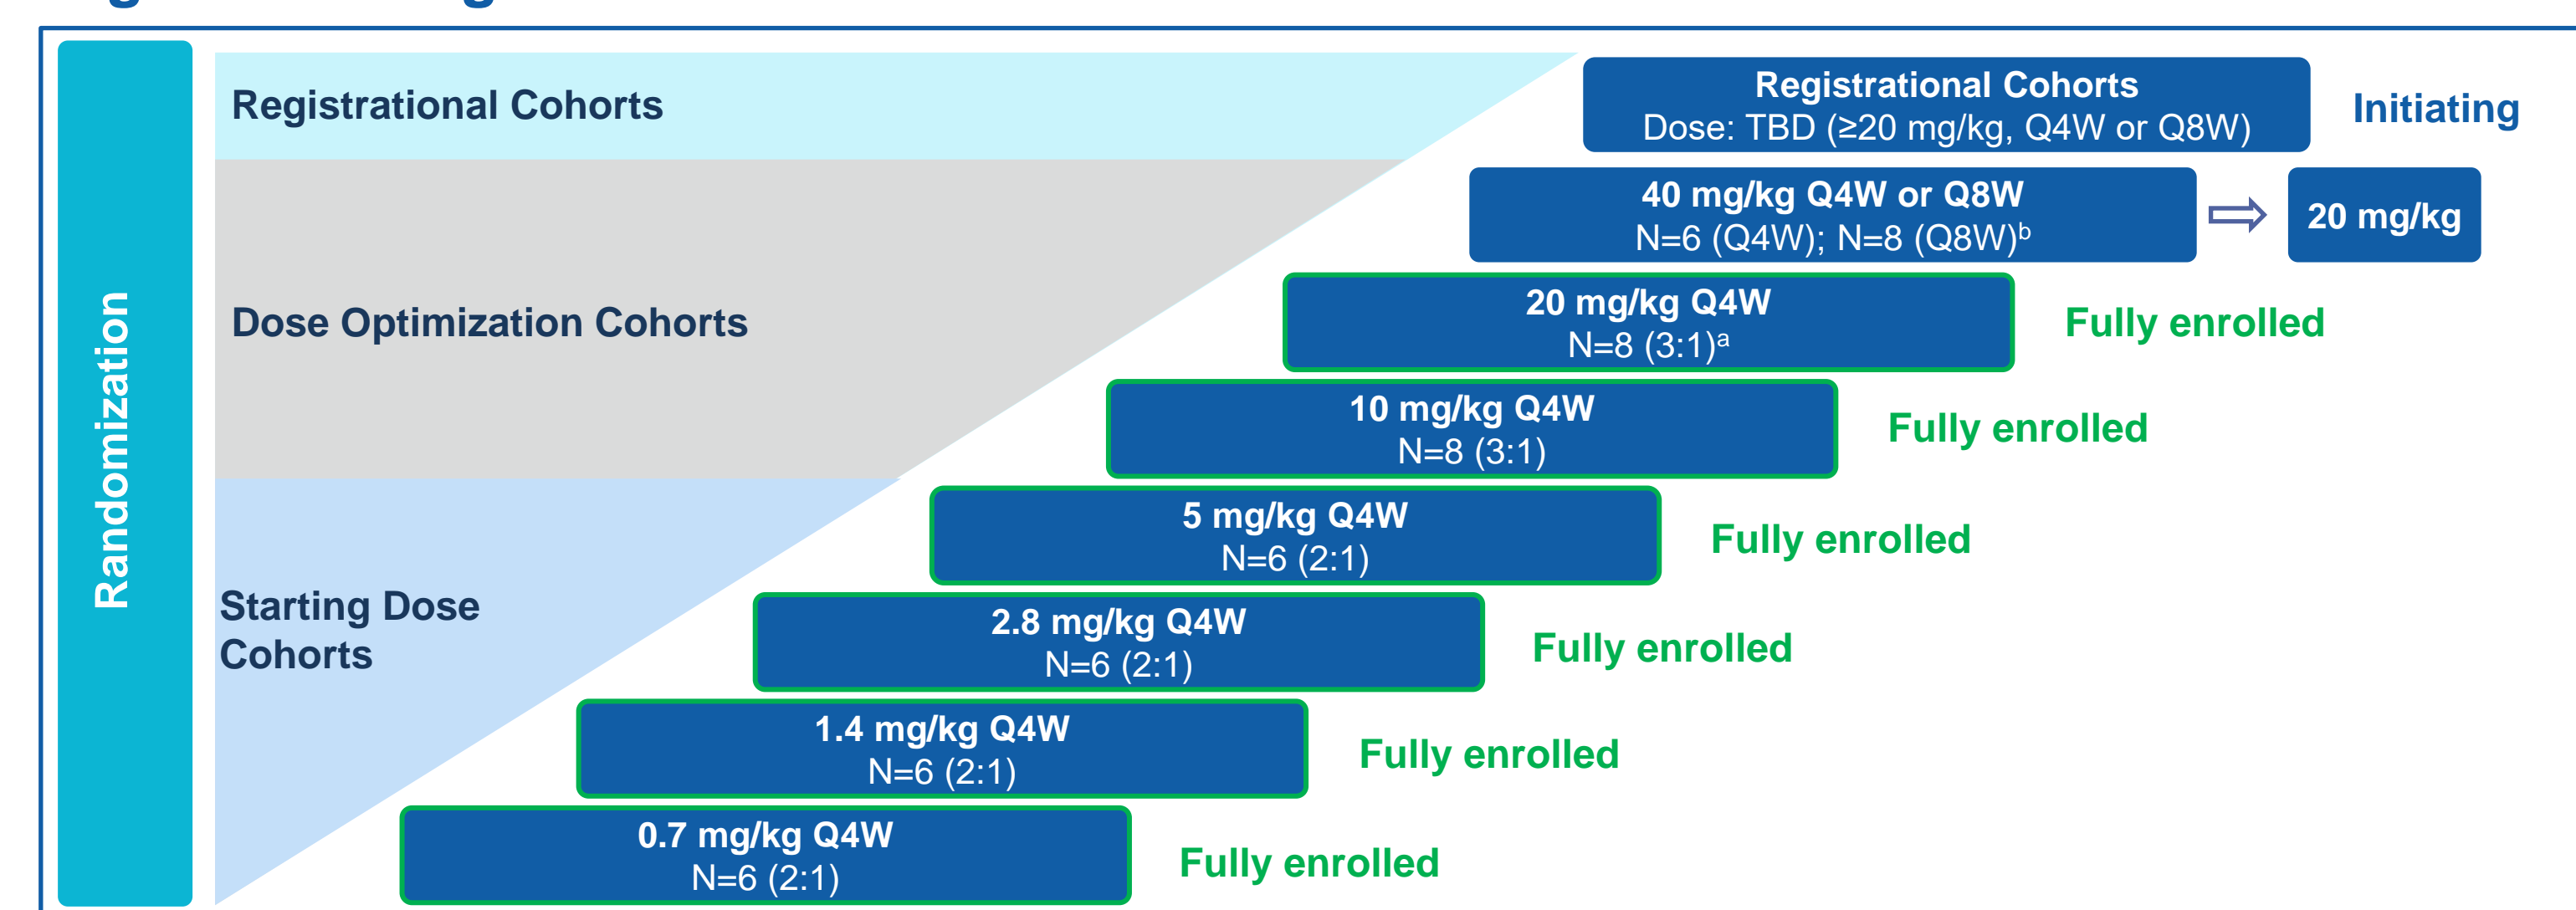 Randomization
Registrational Cohorts
Registrational Cohorts
Dose: TBD (≥20 mg/kg, Q4W or Q8W)
Initiating
40 mg/kg Q4W or Q8W
N=6 (Q4W); N=8 (Q8W)ᵇ
20 mg/kg
Dose Optimization Cohorts
20 mg/kg Q4W
N=8 (3:1)ᵃ
Fully enrolled
10 mg/kg Q4W
N=8 (3:1)
Fully enrolled
5 mg/kg Q4W
N=6 (2:1)
Fully enrolled
Starting Dose
Cohorts
2.8 mg/kg Q4W
N=6 (2:1)
Fully enrolled
1.4 mg/kg Q4W
N=6 (2:1)
Fully enrolled
0.7 mg/kg Q4W
N=6 (2:1)
Fully enrolled